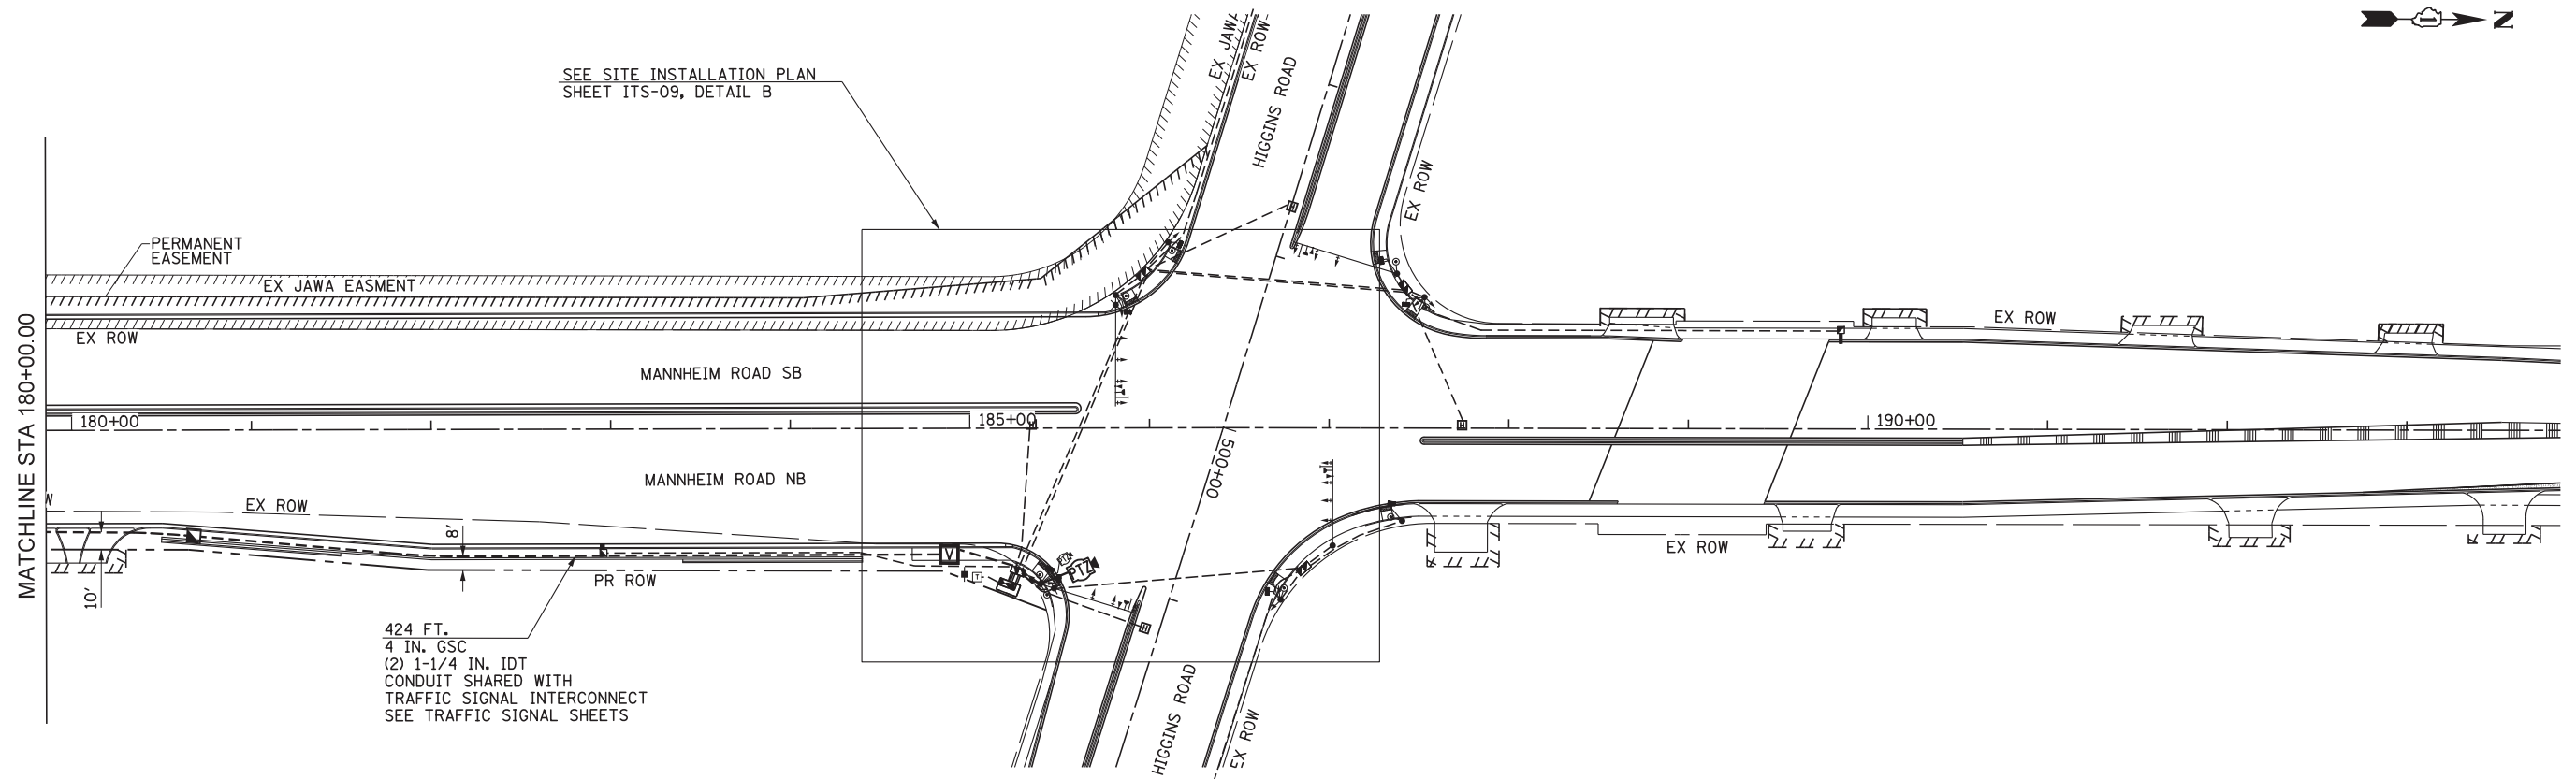 N
SEE SITE INSTALLATION PLAN
SHEET ITS-09, DETAIL B
EX JAWA
EX ROW
HIGGINS ROAD
EX ROW
PERMANENT
EASEMENT
EX JAWA EASMENT
EX ROW
EX ROW
MANNHEIM ROAD SB
MATCHLINE STA 180+00.00
180+00
185+00
190+00
500+00
MANNHEIM ROAD NB
EX ROW
8'
10'
V
PTZ
PTZ
T
PR ROW
EX ROW
424 FT.
4 IN. GSC
(2) 1-1/4 IN. IDT
CONDUIT SHARED WITH
TRAFFIC SIGNAL INTERCONNECT
SEE TRAFFIC SIGNAL SHEETS
HIGGINS ROAD
EX ROW